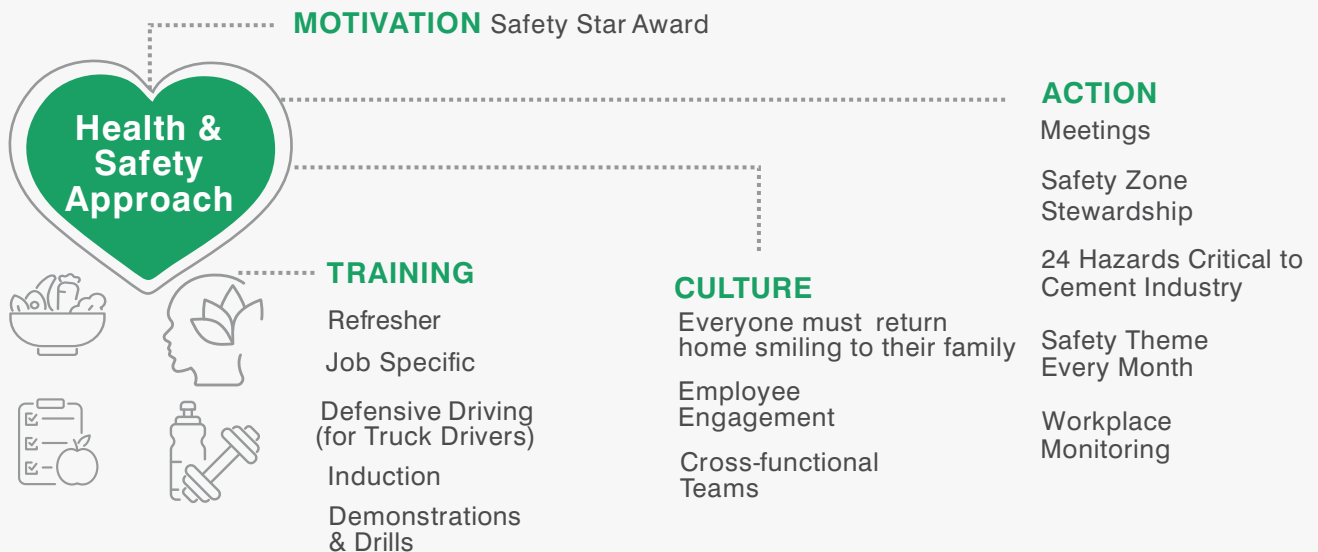 MOTIVATION Safety Star Award
Health &
Safety
Approach
TRAINING
Refresher
Job Specific
Defensive Driving
(for Truck Drivers)
Induction
Demonstrations
& Drills
CULTURE
Everyone must return
home smiling to their family
Employee
Engagement
Cross-functional
Teams
ACTION
Meetings
Safety Zone
Stewardship
24 Hazards Critical to
Cement Industry
Safety Theme
Every Month
Workplace
Monitoring